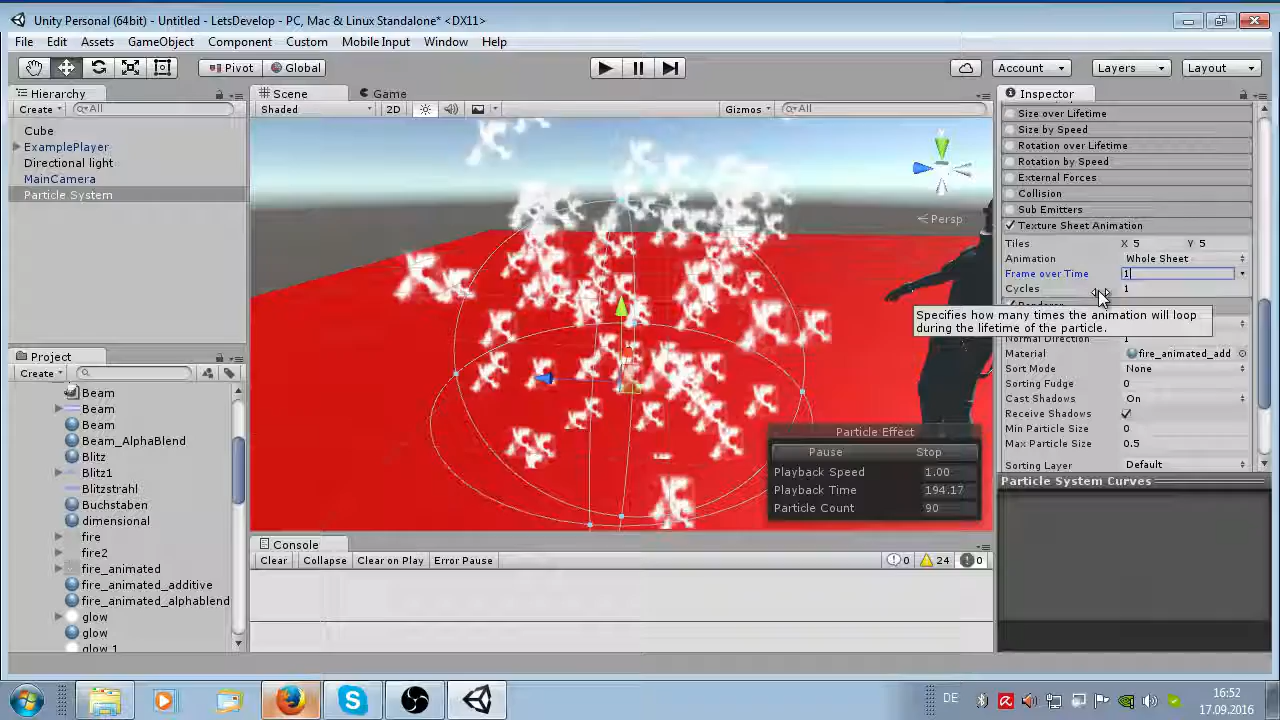 Unity Personal (64bit) - Untitled - LetsDevelop - PC, Mac & Linux Standalone* <DX11>
File Edit Assets GameObject Component Custom Mobile Input Window Help
Pivot Global Account Layers Layout
Hierarchy
Create All
Cube
ExamplePlayer
Directional light
MainCamera
Particle System
Scene Game
Shaded 2D Gizmos All
y
Persp
Particle Effect
Pause Stop
Playback Speed 1.00
Playback Time 194.17
Particle Count 90
Inspector
Size over Lifetime
Size by Speed
Rotation over Lifetime
Rotation by Speed
External Forces
Collision
Sub Emitters
Texture Sheet Animation
Tiles X 5 Y 5
Animation Whole Sheet
Frame over Time 1
Cycles 1
Specifies how many times the animation will loop
during the lifetime of the particle.
Normal Direction 1
Material fire_animated_add
Sort Mode None
Sorting Fudge 0
Cast Shadows On
Receive Shadows
Min Particle Size 0
Max Particle Size 0.5
Sorting Layer Default
Particle System Curves
Project
Create
Beam
Beam
Beam
Beam_AlphaBlend
Blitz
Blitz1
Blitzstrahl
Buchstaben
dimensional
fire
fire2
fire_animated
fire_animated_additive
fire_animated_alphablend
glow
glow
glow 1
Console
Clear Collapse Clear on Play Error Pause 0 24 0
DE 16:52
17.09.2016